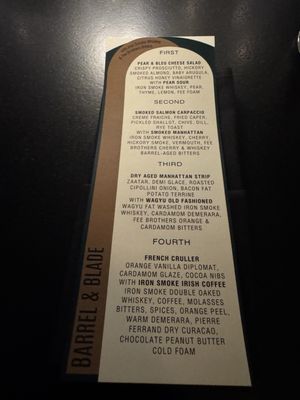 FIRST
PEAR & BLEU CHEESE SALAD
CRISPY PROSCIUTTO, HICKORY
SMOKED ALMOND, BABY ARUGULA,
CITRUS HONEY VINAIGRETTE
WITH PEAR SOUR
IRON SMOKE WHISKEY, PEAR,
THYME, LEMON, FEE FOAM
SECOND
SMOKED SALMON CARPACCIO
CREME FRAICHE, FRIED CAPER,
PICKLED SHALLOT, CHIVE, DILL,
RYE TOAST
WITH SMOKED MANHATTAN
IRON SMOKE WHISKEY, CHERRY,
HICKORY SMOKE, VERMOUTH, FEE
BROTHERS CHERRY & WHISKEY
BARREL-AGED BITTERS
THIRD
DRY AGED MANHATTAN STRIP
ZAATAR, DEMI GLACE, ROASTED
CIPOLLINI ONION, BACON FAT
POTATO TERRINE
WITH WAGYU OLD FASHIONED
WAGYU FAT WASHED IRON SMOKE
WHISKEY, CARDAMOM DEMERARA,
FEE BROTHERS ORANGE &
CARDAMOM BITTERS
FOURTH
FRENCH CRULLER
ORANGE VANILLA DIPLOMAT,
CARDAMOM GLAZE, COCOA NIBS
WITH IRON SMOKE IRISH COFFEE
IRON SMOKE DOUBLE OAKED
WHISKEY, COFFEE, MOLASSES
BITTERS, SPICES, ORANGE PEEL,
WARM DEMERARA, PIERRE
FERRAND DRY CURACAO,
CHOCOLATE PEANUT BUTTER
COLD FOAM
BARREL & BLADE